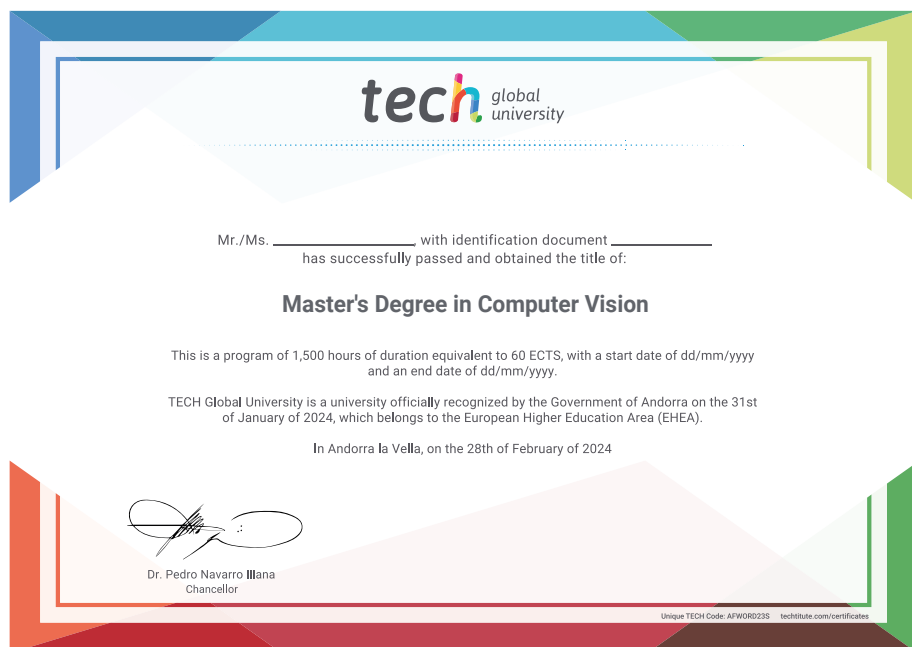 tech global university
Mr./Ms. ____________________, with identification document ______________
has successfully passed and obtained the title of:
Master's Degree in Computer Vision
This is a program of 1,500 hours of duration equivalent to 60 ECTS, with a start date of dd/mm/yyyy
and an end date of dd/mm/yyyy.
TECH Global University is a university officially recognized by the Government of Andorra on the 31st
of January of 2024, which belongs to the European Higher Education Area (EHEA).
In Andorra la Vella, on the 28th of February of 2024
Dr. Pedro Navarro Illana
Chancellor
Unique TECH Code: AFWORD23S techtitute.com/certificates